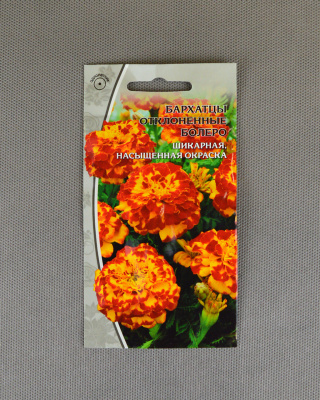 БАРХАТЦЫ
ОТКЛОНЕННЫЕ
БОЛЕРО
ШИКАРНАЯ,
НАСЫЩЕННАЯ ОКРАСКА